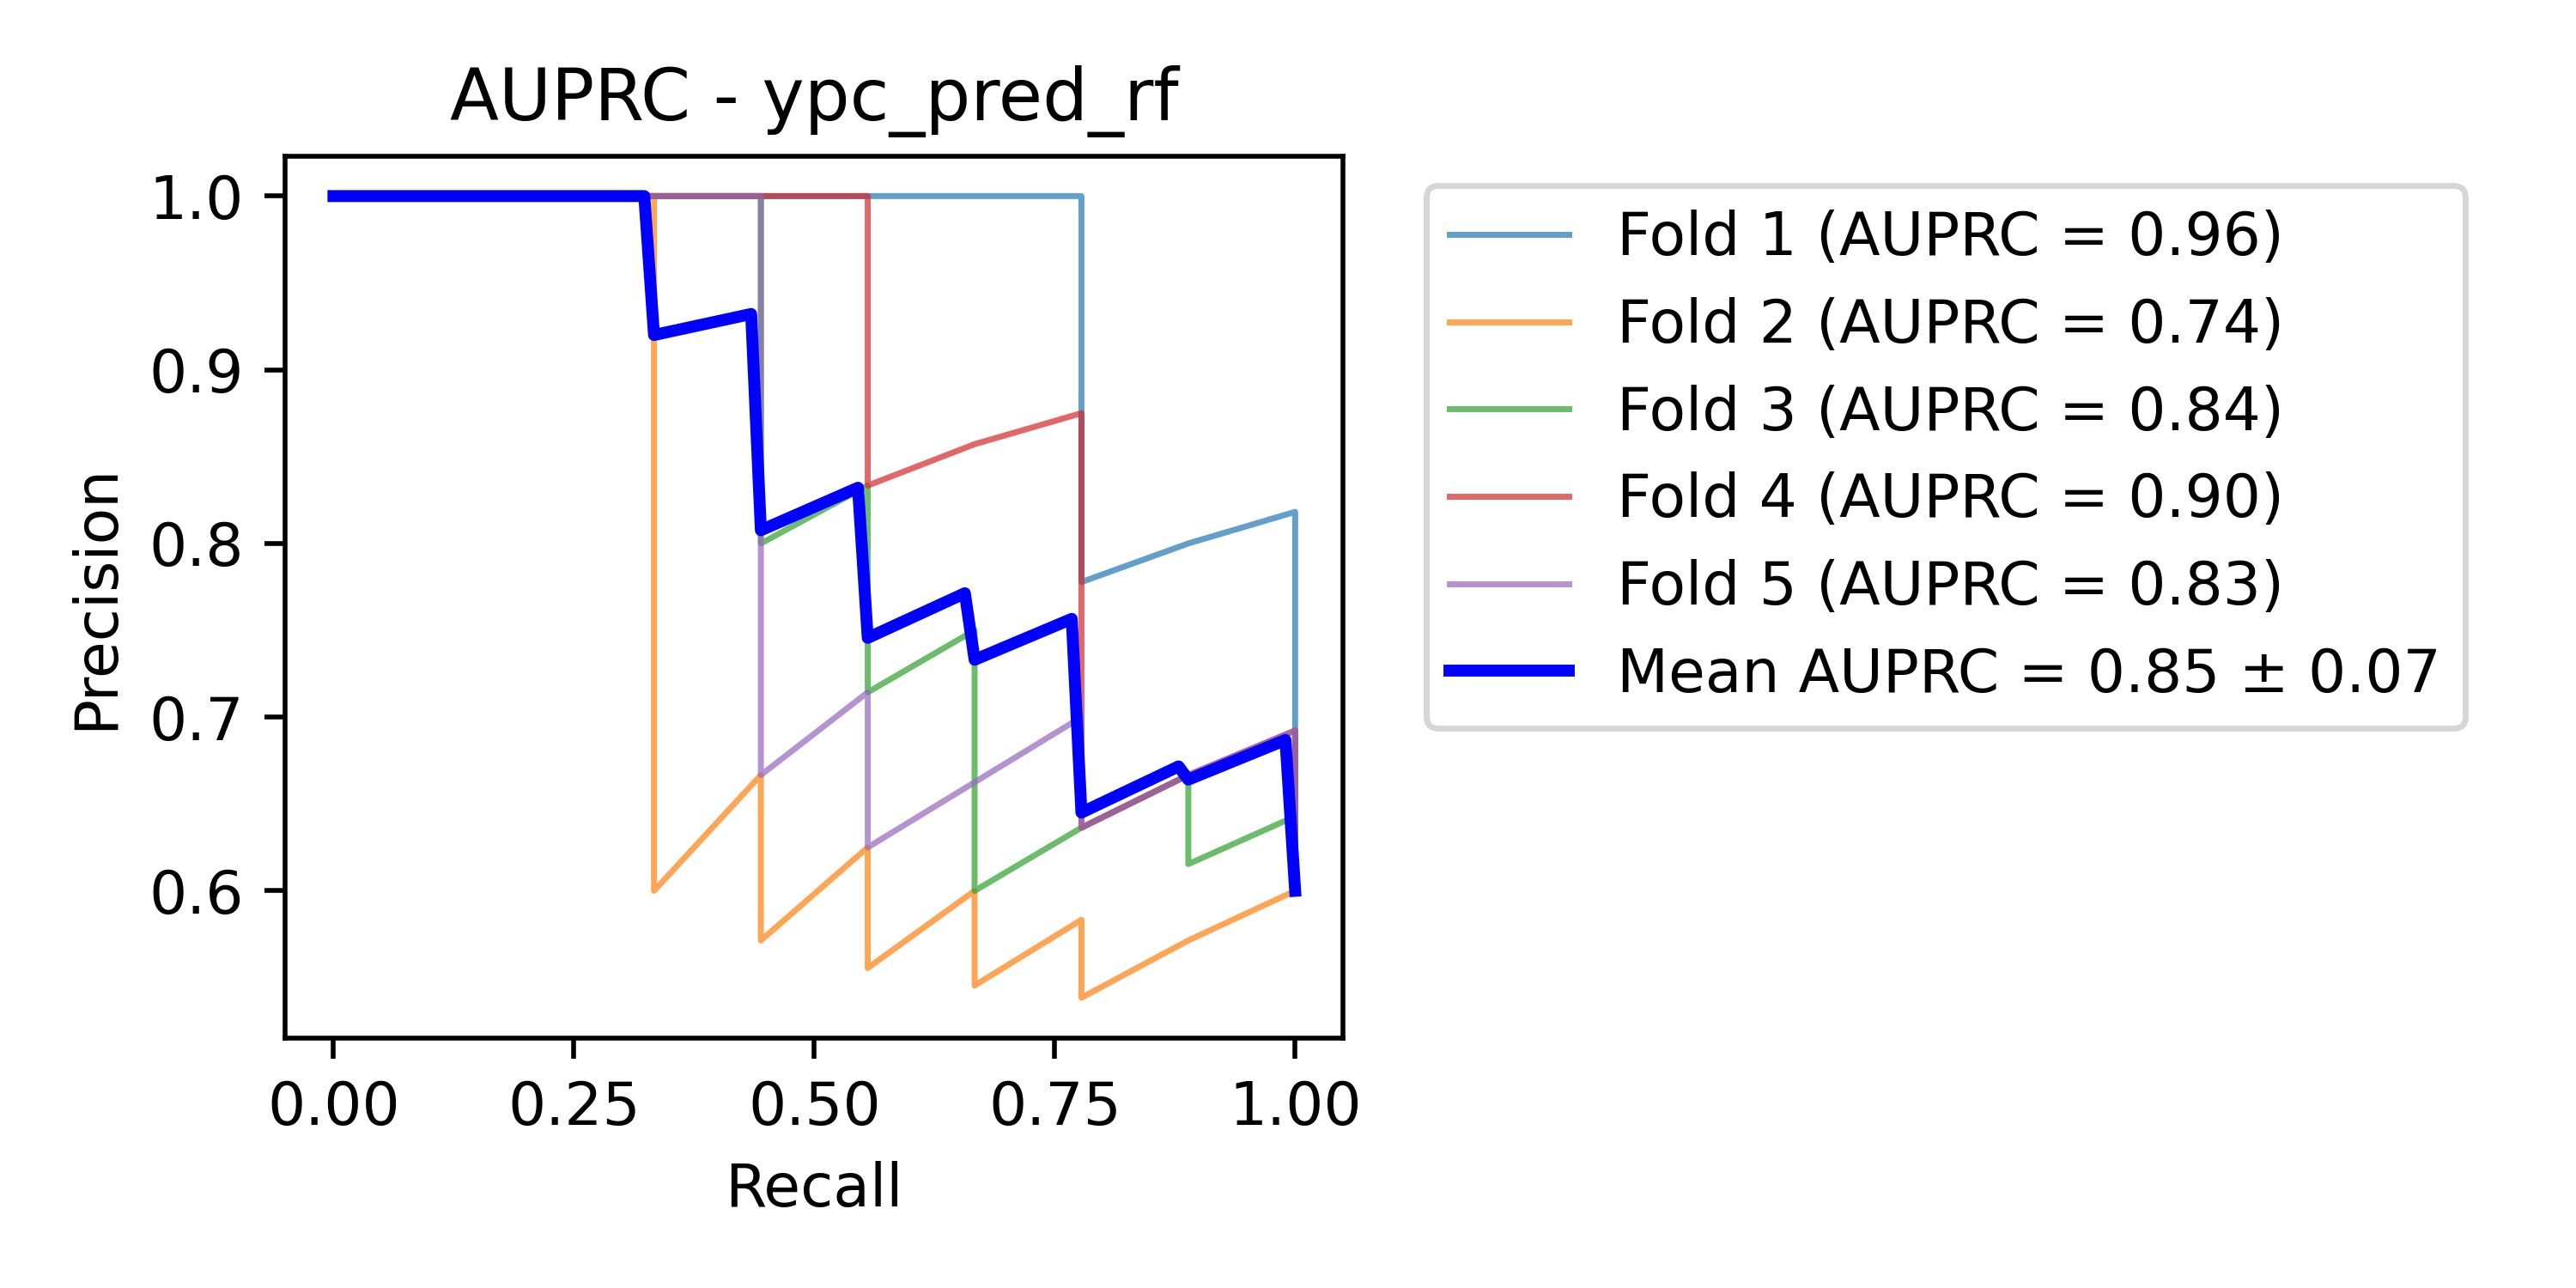 AUPRC - ypc_pred_rf
1.0
0.9
0.8
0.7
0.6
Precision
0.00 0.25 0.50 0.75 1.00
Recall
Fold 1 (AUPRC = 0.96)
Fold 2 (AUPRC = 0.74)
Fold 3 (AUPRC = 0.84)
Fold 4 (AUPRC = 0.90)
Fold 5 (AUPRC = 0.83)
Mean AUPRC = 0.85 ± 0.07